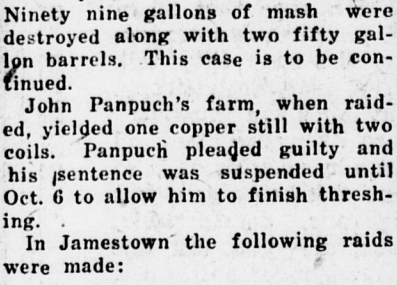 Ninety nine gallons of mash were
destroyed along with two fifty gal-
lon barrels. This case is to be con-
tinued.
John Panpuch's farm, when raid-
ed, yielded one copper still with two
coils. Panpuch pleaded guilty and
his sentence was suspended until
Oct. 6 to allow him to finish thresh-
ing.
In Jamestown the following raids
were made: